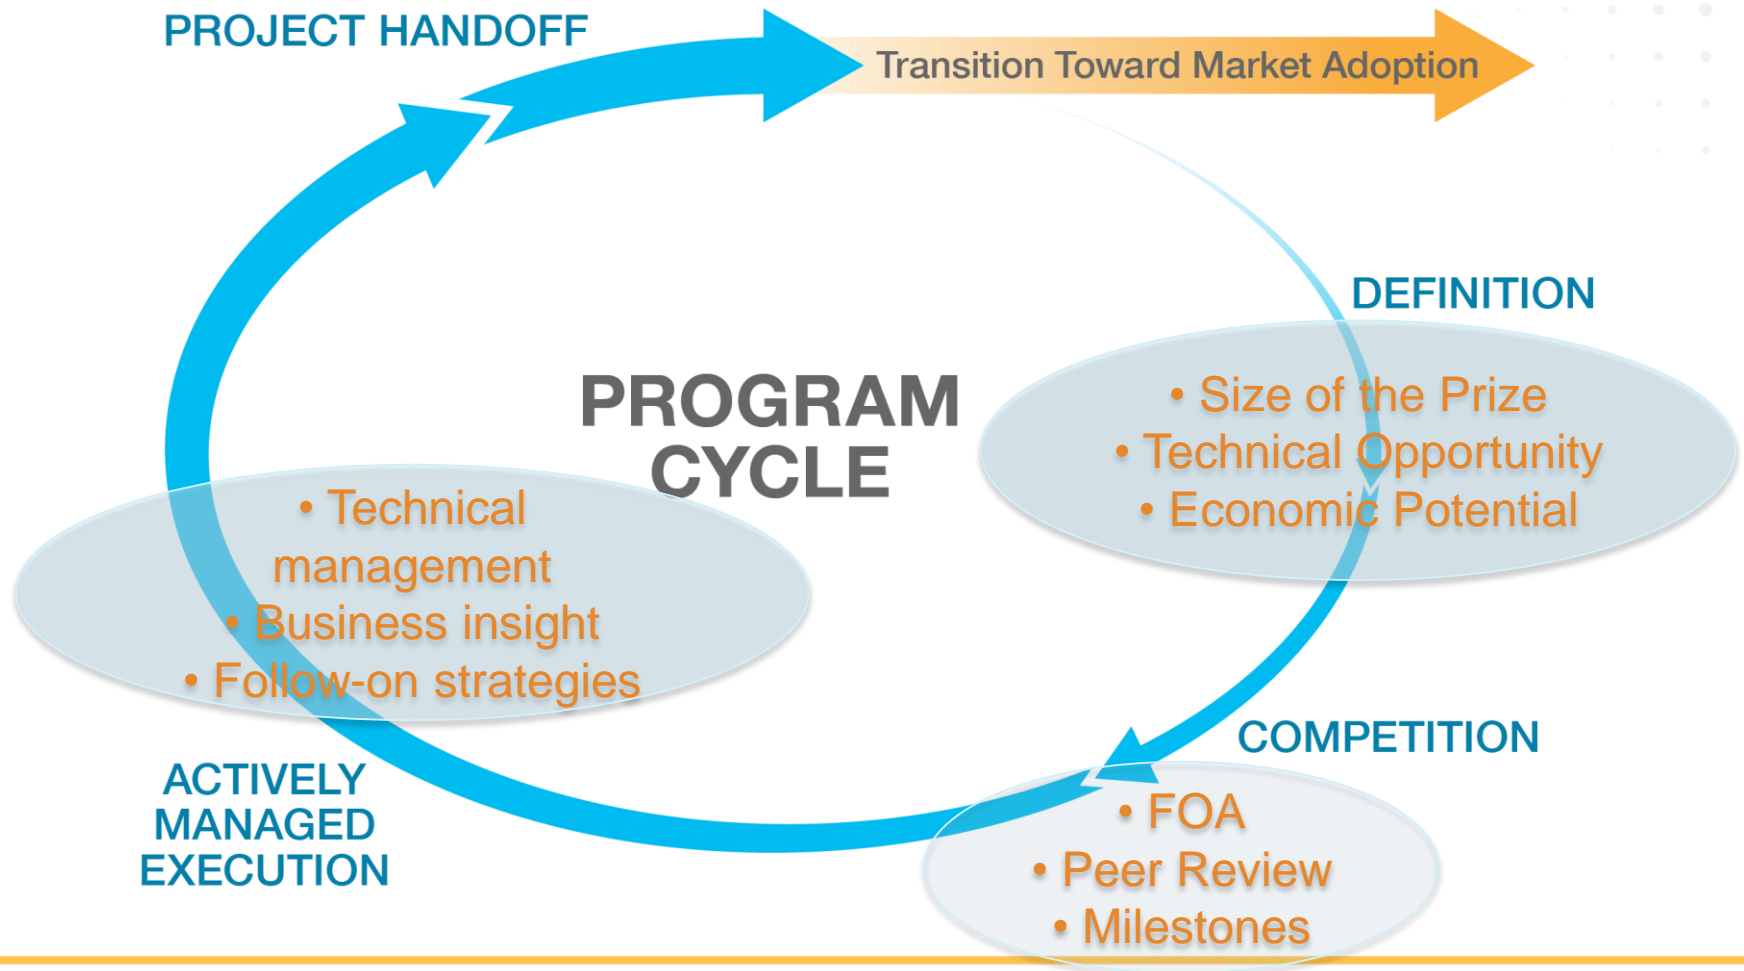 PROJECT HANDOFF
Transition Toward Market Adoption
DEFINITION
• Size of the Prize
• Technical Opportunity
• Economic Potential
PROGRAM
CYCLE
• Technical
management
• Business insight
• Follow-on strategies
COMPETITION
• FOA
• Peer Review
• Milestones
ACTIVELY
MANAGED
EXECUTION